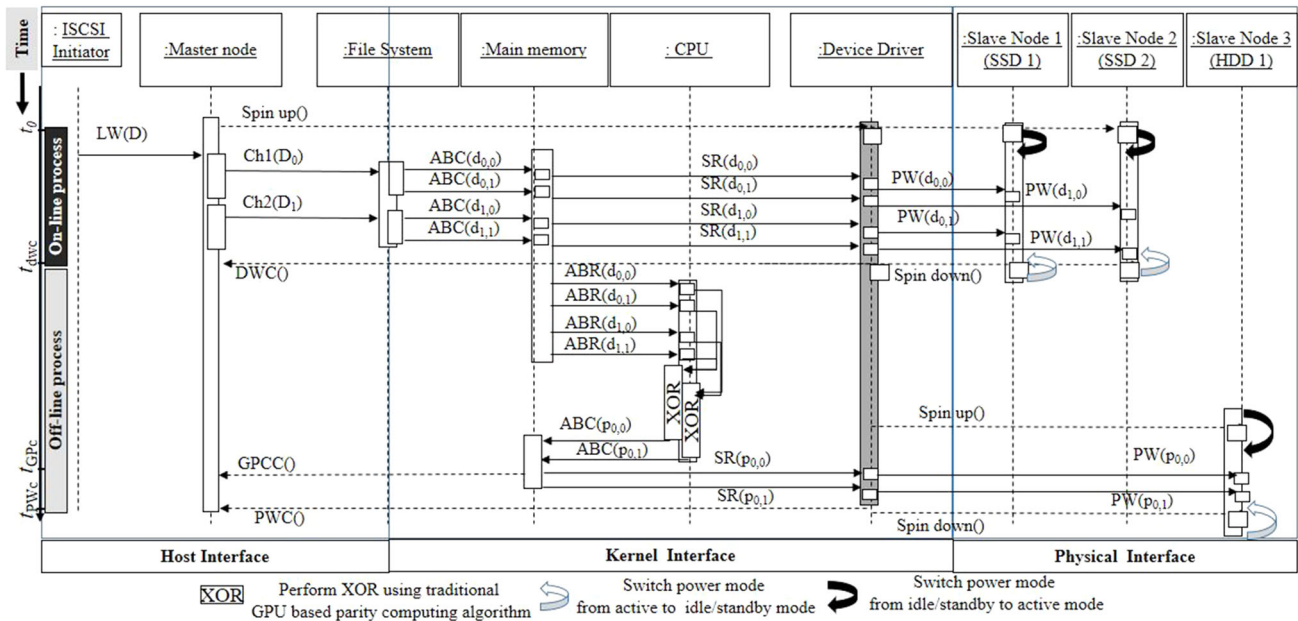 Time
: ISCSI
Initiator
:Master node
:File System
:Main memory
: CPU
:Device Driver
:Slave Node 1
(SSD 1)
:Slave Node 2
(SSD 2)
:Slave Node 3
(HDD 1)
t0
On-line process
tdwc
Off-line process
tGPc
tPWc
Spin up()
LW(D)
Ch1(D0)
Ch2(D1)
ABC(d0,0)
ABC(d0,1)
ABC(d1,0)
ABC(d1,1)
SR(d0,0)
SR(d0,1)
SR(d1,0)
SR(d1,1)
PW(d0,0)
PW(d1,0)
PW(d0,1)
PW(d1,1)
DWC()
Spin down()
ABR(d0,0)
ABR(d0,1)
ABR(d1,0)
ABR(d1,1)
XOR
XOR
Spin up()
ABC(p0,0)
ABC(p0,1)
GPCC()
SR(p0,0)
SR(p0,1)
PW(p0,0)
PW(p0,1)
PWC()
Spin down()
Host Interface
Kernel Interface
Physical Interface
XOR
Perform XOR using traditional
GPU based parity computing algorithm
Switch power mode
from active to idle/standby mode
Switch power mode
from idle/standby to active mode